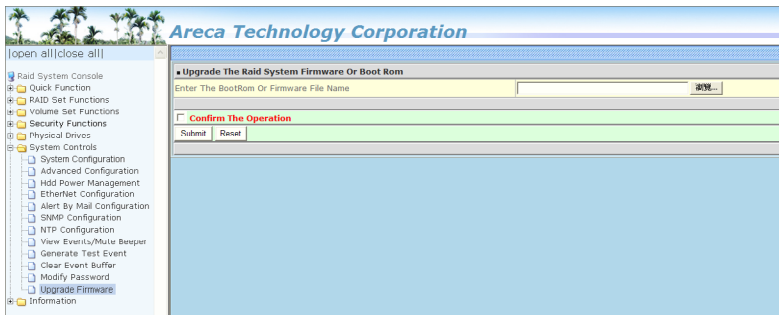 Areca Technology Corporation
|open all|close all|
Raid System Console
Quick Function
RAID Set Functions
Volume Set Functions
Security Functions
Physical Drives
System Controls
System Configuration
Advanced Configuration
Hdd Power Management
EtherNet Configuration
Alert By Mail Configuration
SNMP Configuration
NTP Configuration
View Events/Mute Beeper
Generate Test Event
Clear Event Buffer
Modify Password
Upgrade Firmware
Information
Upgrade The Raid System Firmware Or Boot Rom
Enter The BootRom Or Firmware File Name
瀏覽...
Confirm The Operation
Submit Reset